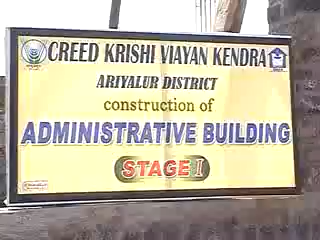 CREED KRISHI VIAYAN KENDRA
ARIYALUR DISTRICT
construction of
ADMINISTRATIVE BUILDING
STAGE I